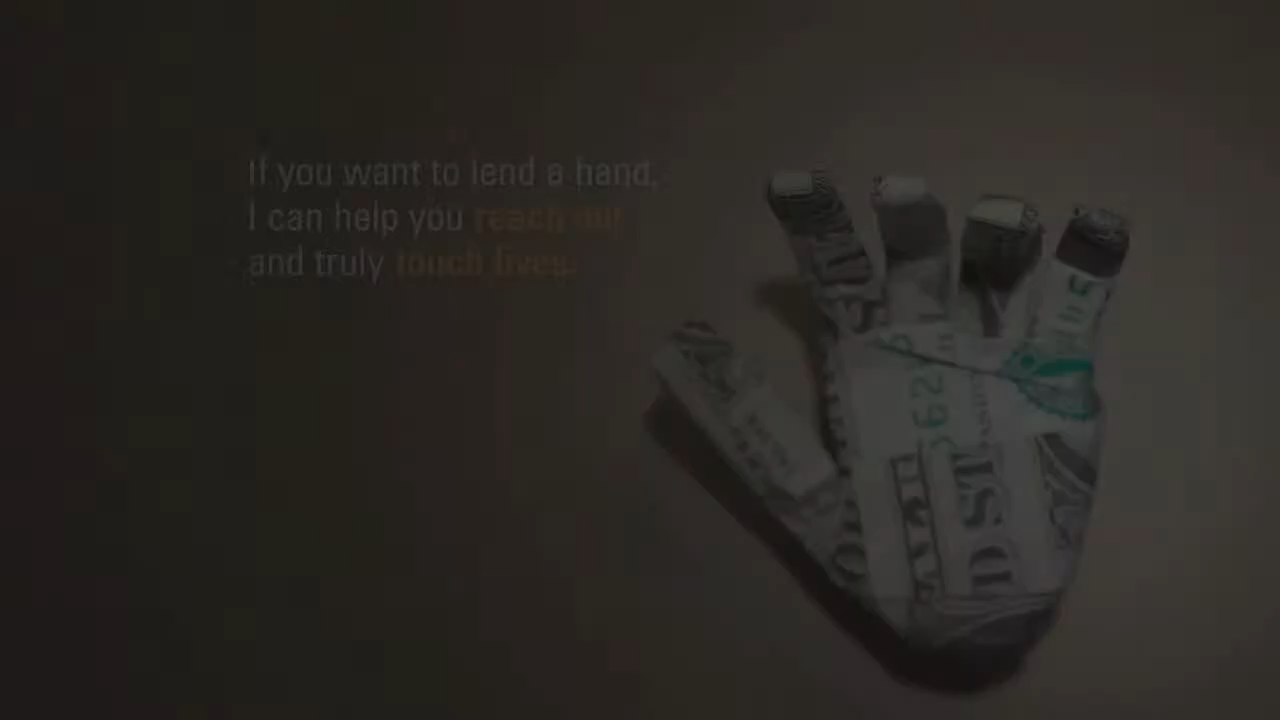 If you want to lend a hand,
I can help you reach out
and truly touch lives.